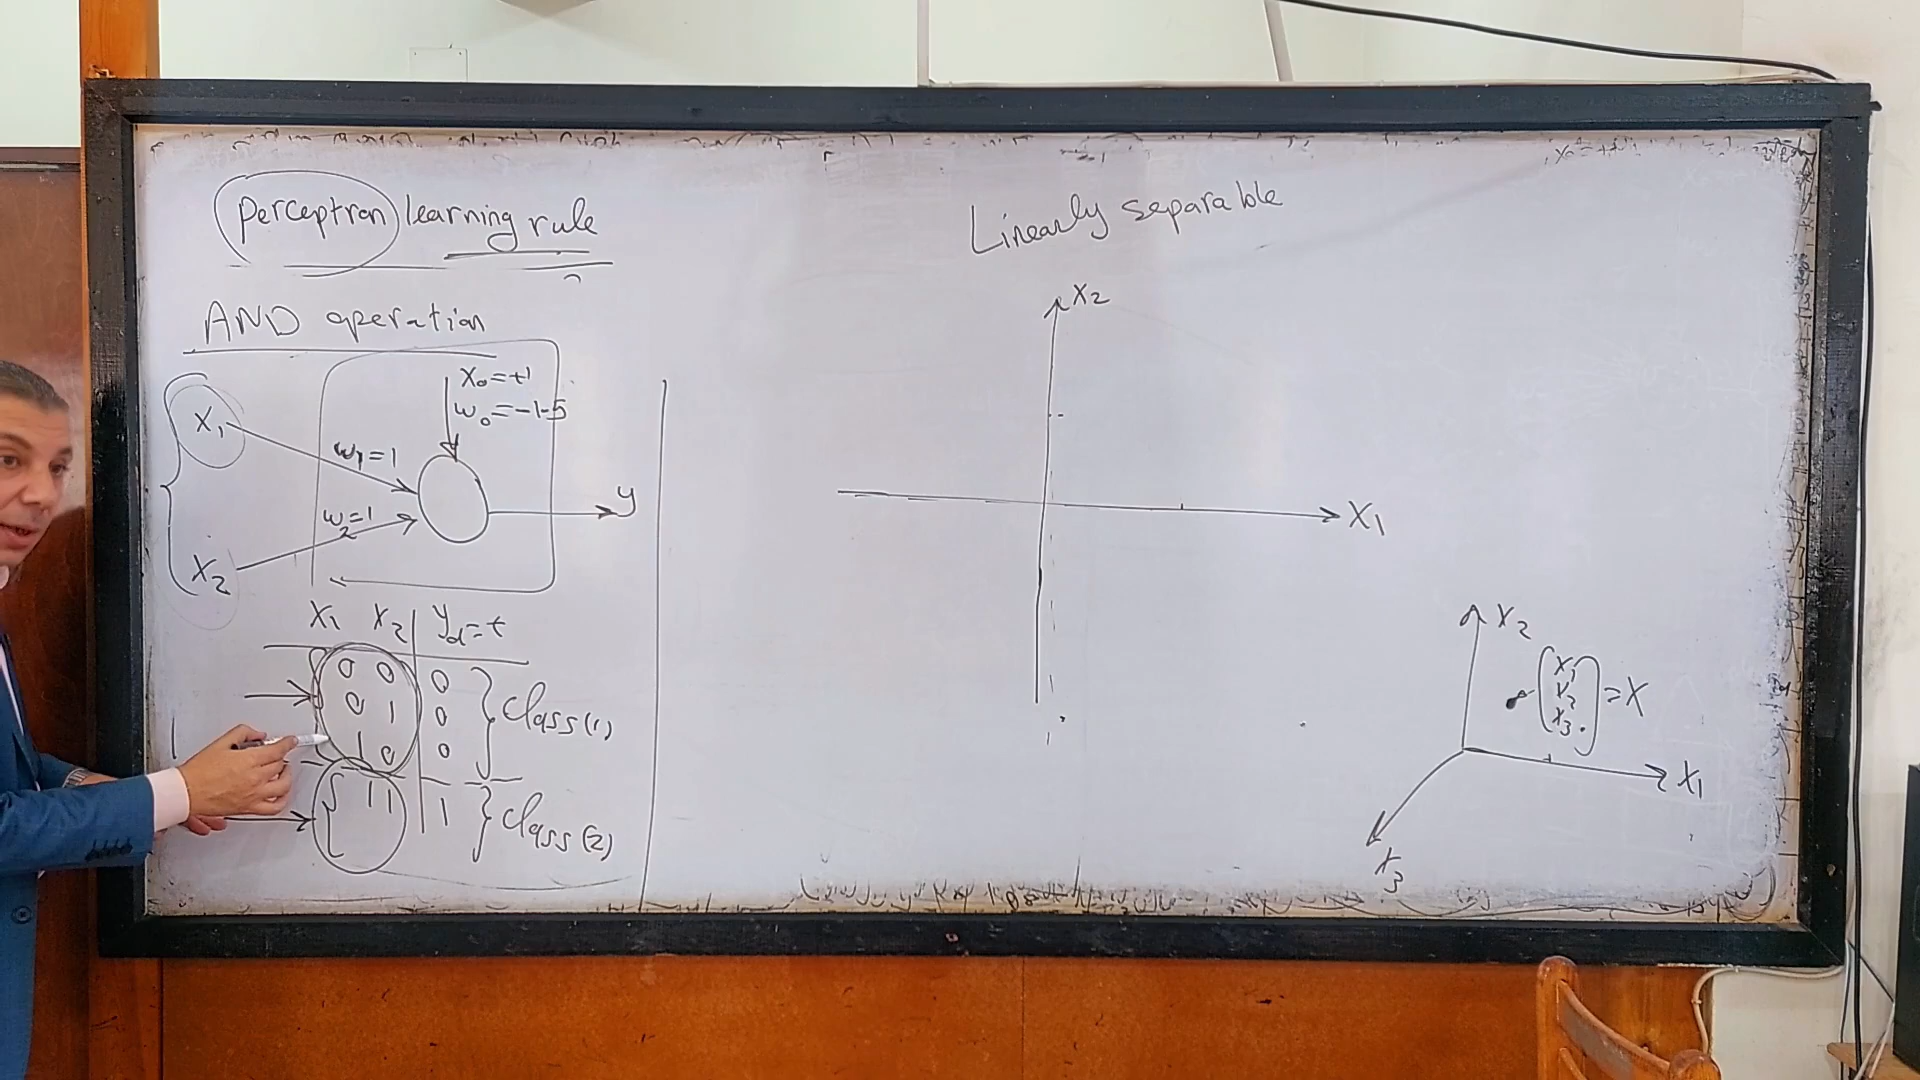 Perceptron learning rule
AND operation
X₀=+1
w₀=-1.5
X₁
w₁=1
y
w₂=1
X₂
X₁ X₂ y_d=t
0 0 0
0 1 0
1 0 0
class(1)
1 1 1
class(2)
Linearly separable
X₂
X₁
X₂
X₁
X₂
X₃
=X
X₁
X₃